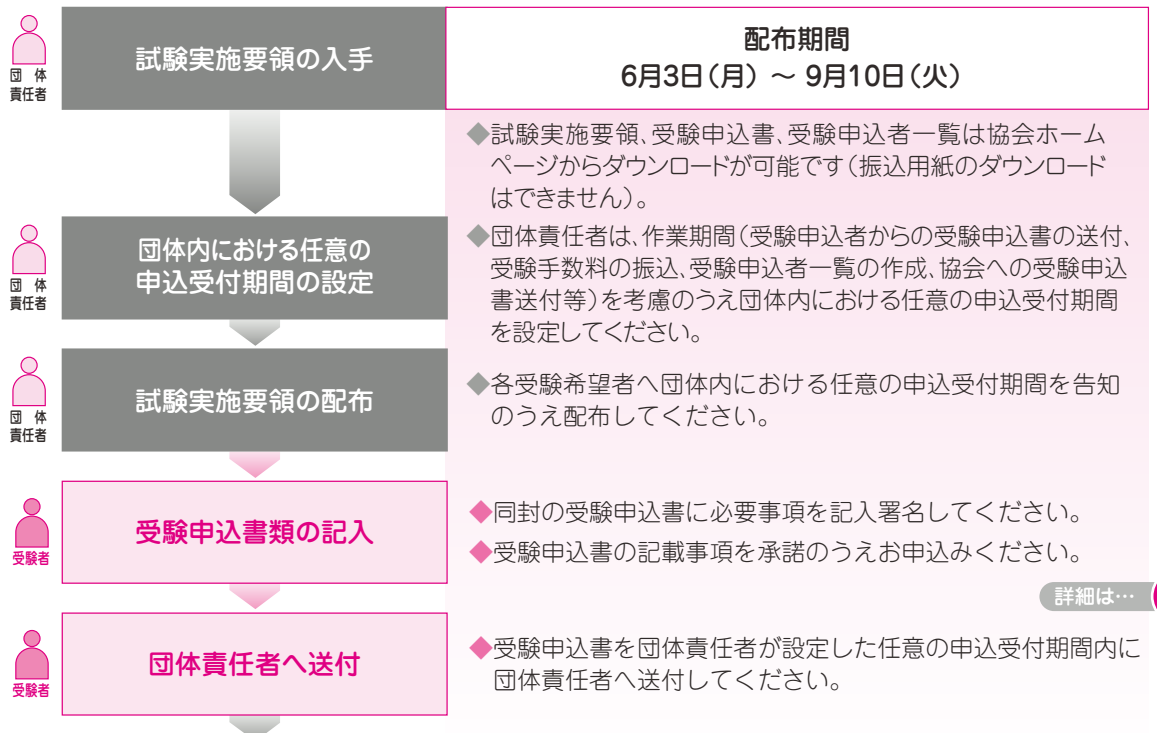 団体
責任者
試験実施要領の入手
配布期間
6月3日(月) ～ 9月10日(火)
◆試験実施要領、受験申込書、受験申込者一覧は協会ホーム
ページからダウンロードが可能です(振込用紙のダウンロード
はできません)。
団体
責任者
団体内における任意の
申込受付期間の設定
◆団体責任者は、作業期間(受験申込者からの受験申込書の送付、
受験手数料の振込、受験申込者一覧の作成、協会への受験申込
書送付等)を考慮のうえ団体内における任意の申込受付期間
を設定してください。
団体
責任者
試験実施要領の配布
◆各受験希望者へ団体内における任意の申込受付期間を告知
のうえ配布してください。
受験者
受験申込書類の記入
◆同封の受験申込書に必要事項を記入署名してください。
◆受験申込書の記載事項を承諾のうえお申込みください。
詳細は…
受験者
団体責任者へ送付
◆受験申込書を団体責任者が設定した任意の申込受付期間内に
団体責任者へ送付してください。